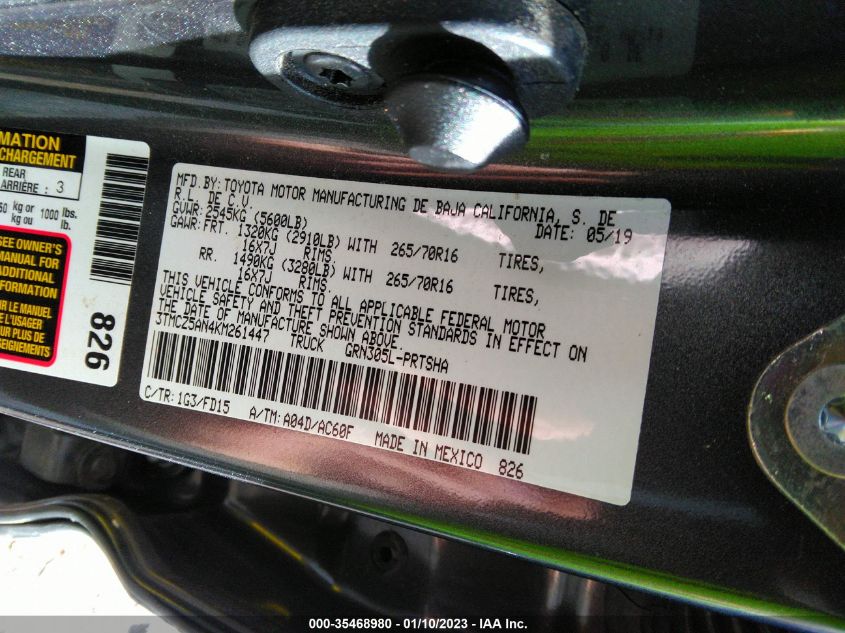 MATION
CHARGEMENT
REAR
ARRIÈRE : 3
kg or 1000 lbs.
kg ou lb.
SEE OWNER'S
MANUAL FOR
ADDITIONAL
INFORMATION
LE MANUEL
DE L'USAGER
POUR PLUS DE
826
MFD.BY:TOYOTA MOTOR MANUFACTURING DE BAJA CALIFORNIA, S. DE
R.L. DE C.V. DATE: 05/19
GVWR:2545KG (5600LB)
GAWR:FRT. 1320KG (2910LB) WITH 265/70R16 TIRES,
16X7J RIMS.
RR. 1490KG (3280LB) WITH 265/70R16 TIRES,
16X7J RIMS.
THIS VEHICLE CONFORMS TO ALL APPLICABLE FEDERAL MOTOR
VEHICLE SAFETY AND THEFT PREVENTION STANDARDS IN EFFECT ON
THE DATE OF MANUFACTURE SHOWN ABOVE.
3TMCZ5AN4KM261447 TRUCK GRN305L-PRTSHA
C/TR:1G3/FD15 A/TM:A04D/AC60F MADE IN MEXICO 826
000-35468980 - 01/10/2023 - IAA Inc.